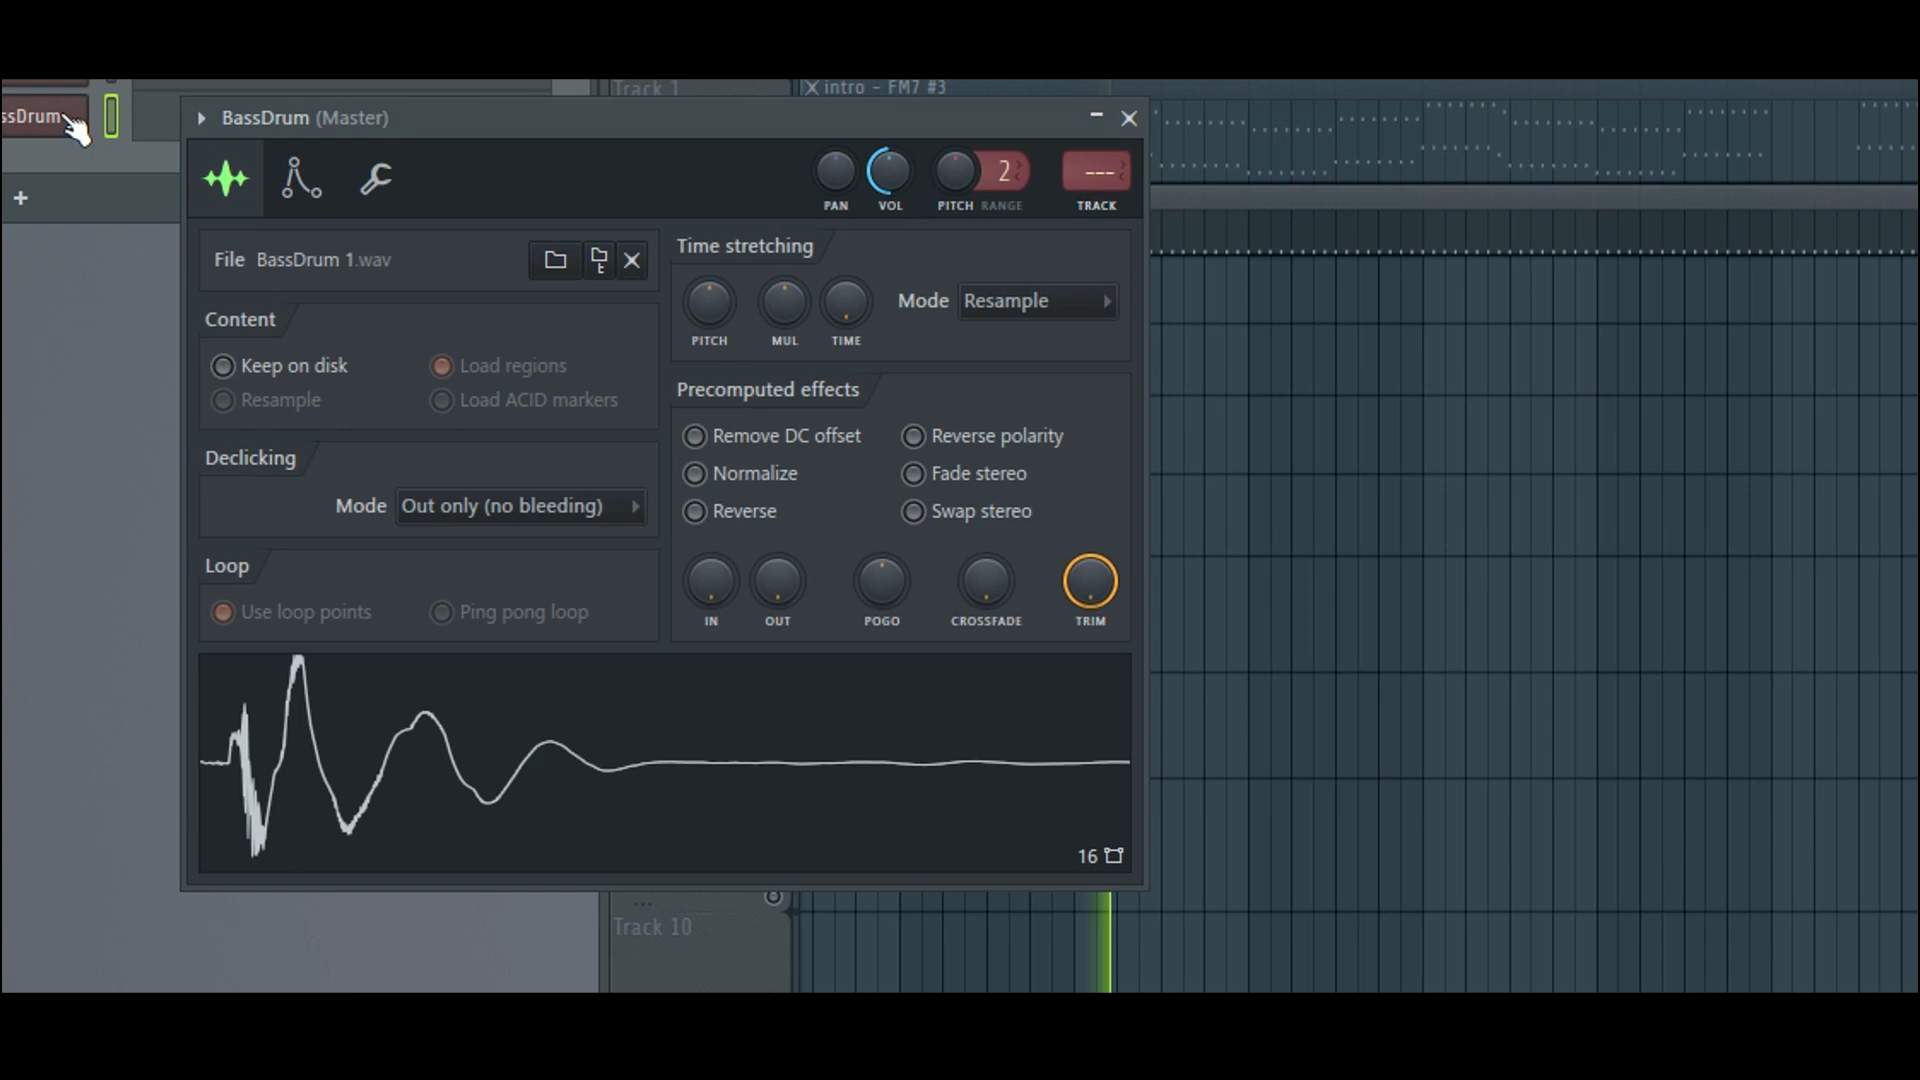 Track 1
intro - FM7 #3
ssDrum
BassDrum (Master)
2
---
PAN
VOL
PITCH RANGE
TRACK
+
File BassDrum 1.wav
Time stretching
PITCH
MUL
TIME
Mode Resample
Content
Keep on disk
Load regions
Resample
Load ACID markers
Precomputed effects
Remove DC offset
Reverse polarity
Normalize
Fade stereo
Reverse
Swap stereo
Declicking
Mode Out only (no bleeding)
Loop
Use loop points
Ping pong loop
IN
OUT
POGO
CROSSFADE
TRIM
16
Track 10